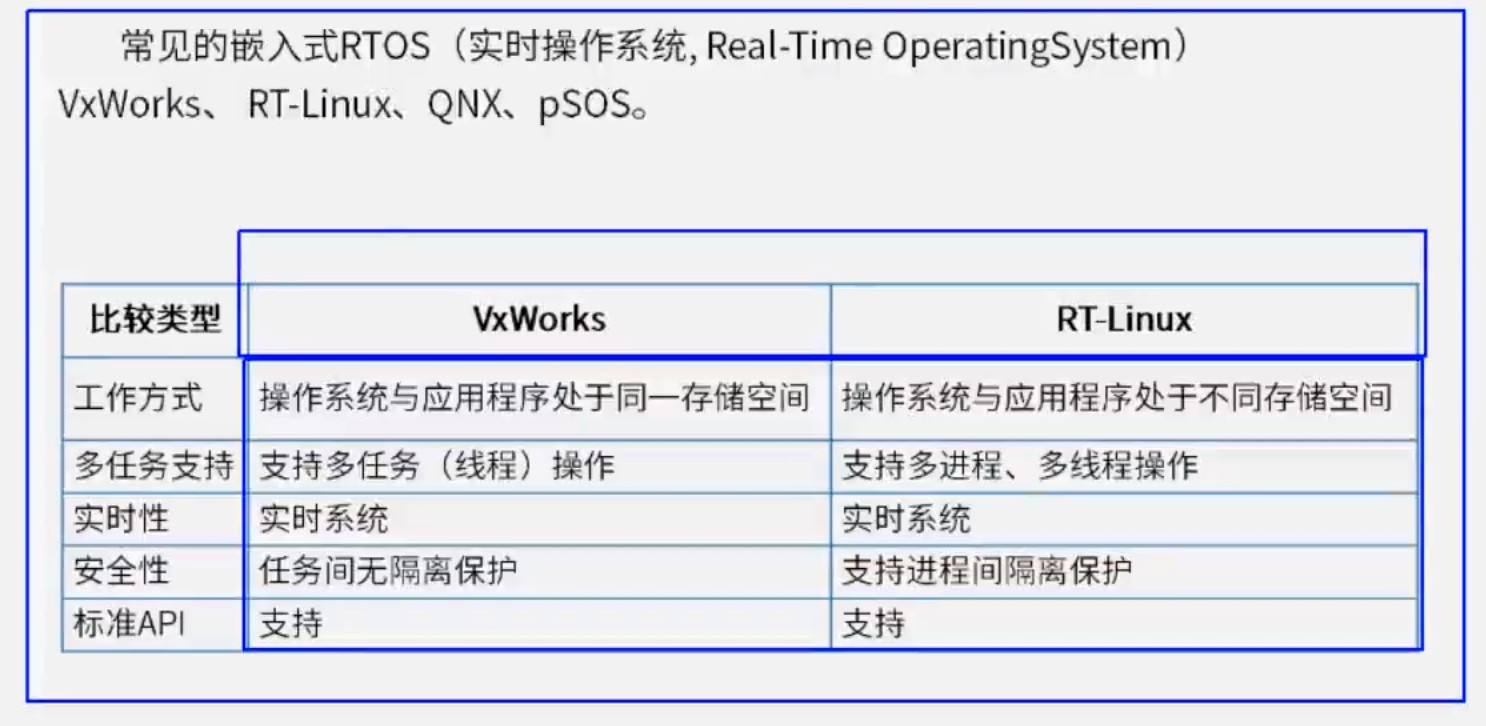 常见的嵌入式RTOS（实时操作系统, Real-Time OperatingSystem）
VxWorks、 RT-Linux、QNX、pSOS。
比较类型 VxWorks RT-Linux
工作方式 操作系统与应用程序处于同一存储空间 操作系统与应用程序处于不同存储空间
多任务支持 支持多任务（线程）操作 支持多进程、多线程操作
实时性 实时系统 实时系统
安全性 任务间无隔离保护 支持进程间隔离保护
标准API 支持 支持